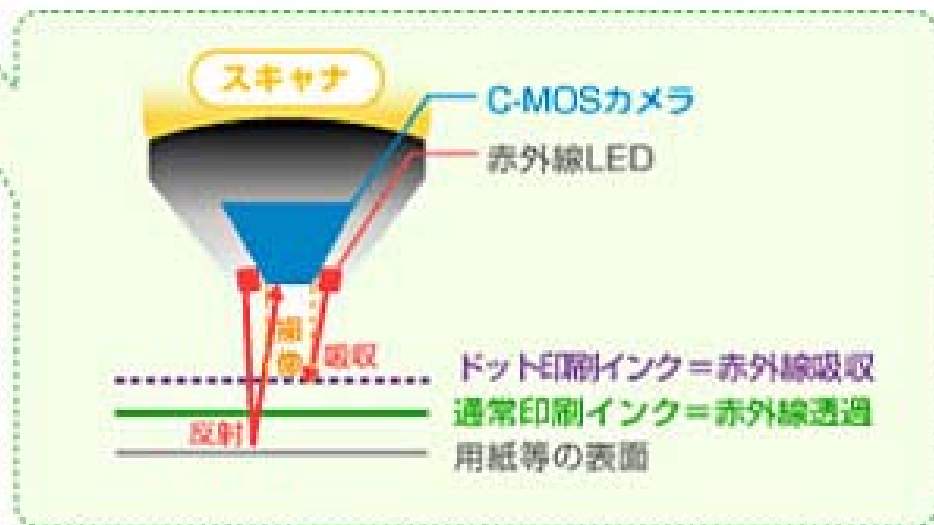 スキャナ
C-MOSカメラ
赤外線LED
撮像
吸収
ドット印刷インク=赤外線吸収
通常印刷インク=赤外線透過
反射
用紙等の表面